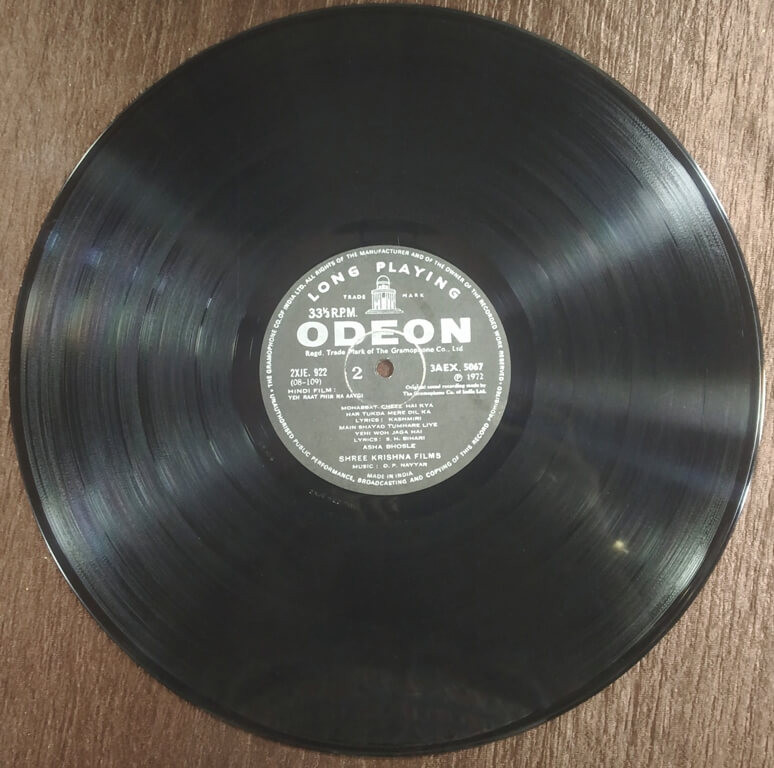 • THE GRAMOPHONE CO. OF INDIA LTD. ALL RIGHTS OF THE MANUFACTURER AND OF THE OWNER OF THE RECORDED WORK RESERVED •
UNAUTHORISED PUBLIC PERFORMANCE, BROADCASTING AND COPYING OF THIS RECORD PROHIBITED
LONG PLAYING
TRADE MARK
33⅓ R.P.M.
ODEON
Regd. Trade Mark of The Gramophone Co., Ltd
2XJE. 922
(08-109)
2
3AEX. 5067
Ⓟ 1972
HINDI FILM:
YEH RAAT PHIR NA AAYGI
Original sound recording made by
The Gramophone Co. of India Ltd.
MOHABBAT CHEEZ HAI KYA
HAR TUKDA MERE DIL KA
LYRICS: KASHMIRI
MAIN SHAYAD TUMHARE LIYE
YEHI WOH JAGA HAI
LYRICS: S. H. BIHARI
ASHA BHOSLE
SHREE KRISHNA FILMS
MUSIC: O. P. NAYYAR
MADE IN INDIA